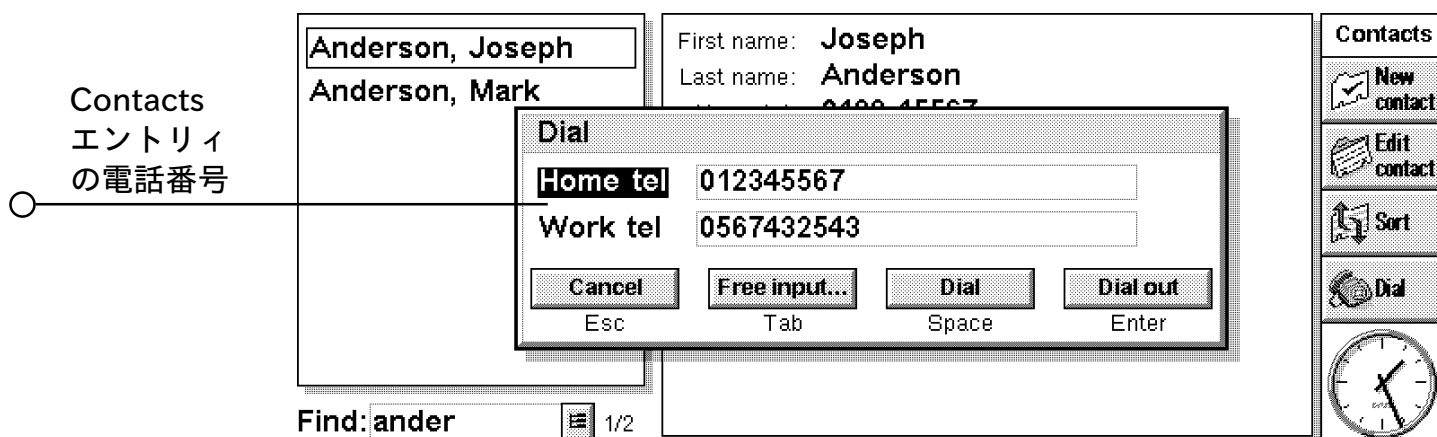 Contacts
エントリィ
の電話番号
Anderson, Joseph
Anderson, Mark
Find: ander
1/2
First name: Joseph
Last name: Anderson
Dial
Home tel 012345567
Work tel 0567432543
Cancel Free input... Dial Dial out
Esc Tab Space Enter
Contacts
New
contact
Edit
contact
Sort
Dial